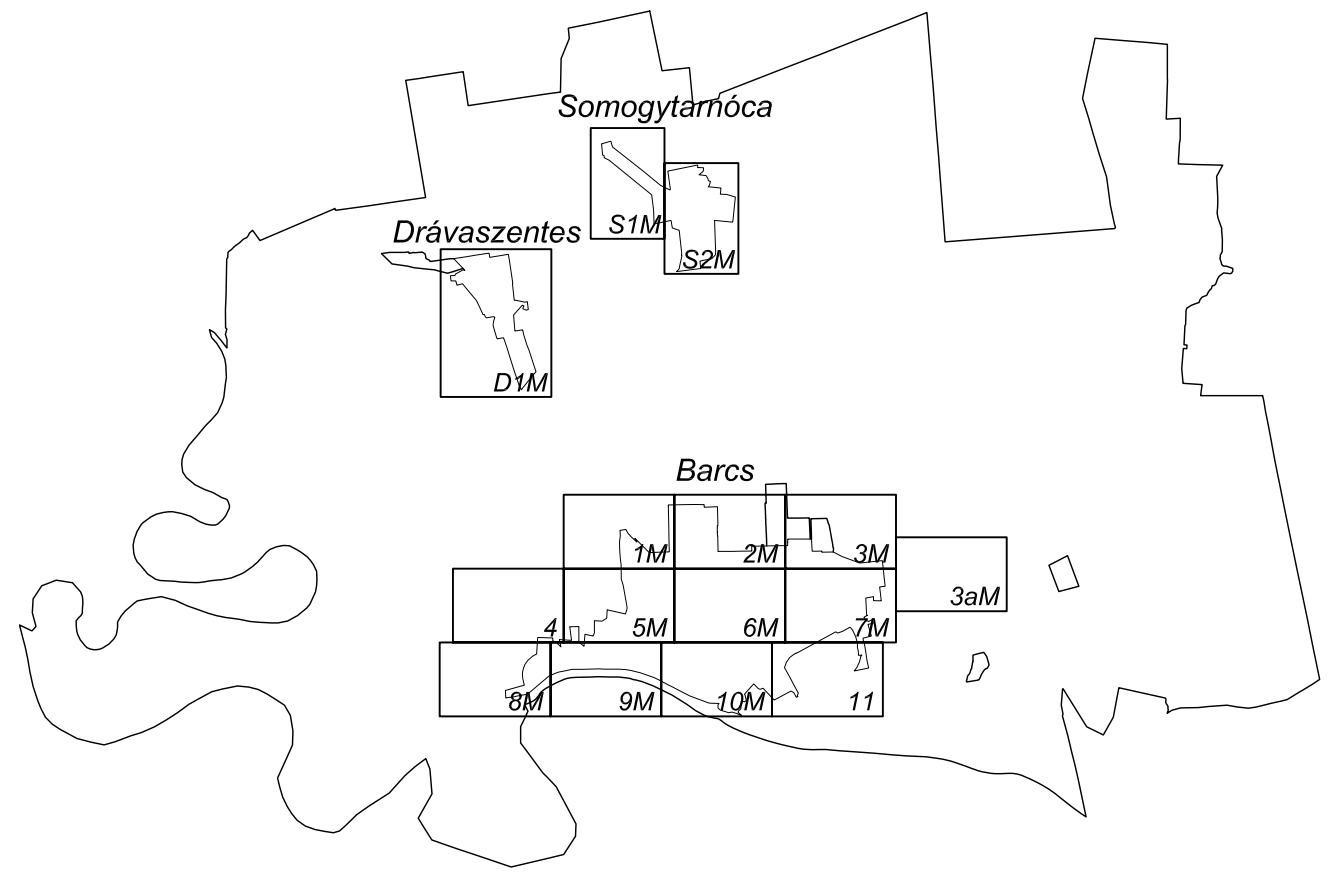 Somogytarnóca
S1M
S2M
Drávaszentes
D1M
Barcs
1M
2M
3M
3aM
4
5M
6M
7M
8M
9M
10M
11